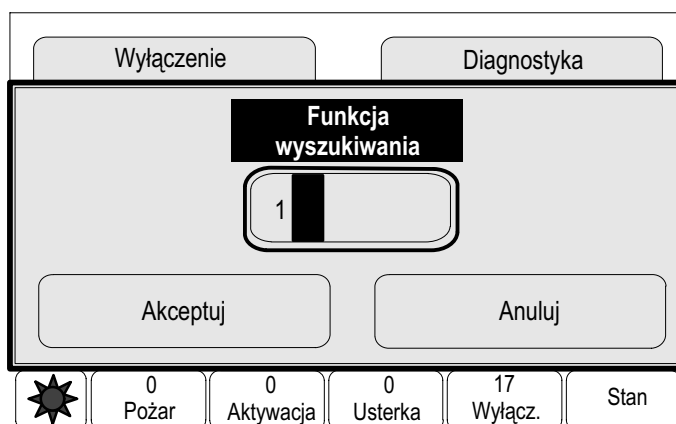 Wyłączenie
Diagnostyka
Funkcja
wyszukiwania
1
Akceptuj
Anuluj
0
Pożar
0
Aktywacja
0
Usterka
17
Wyłącz.
Stan